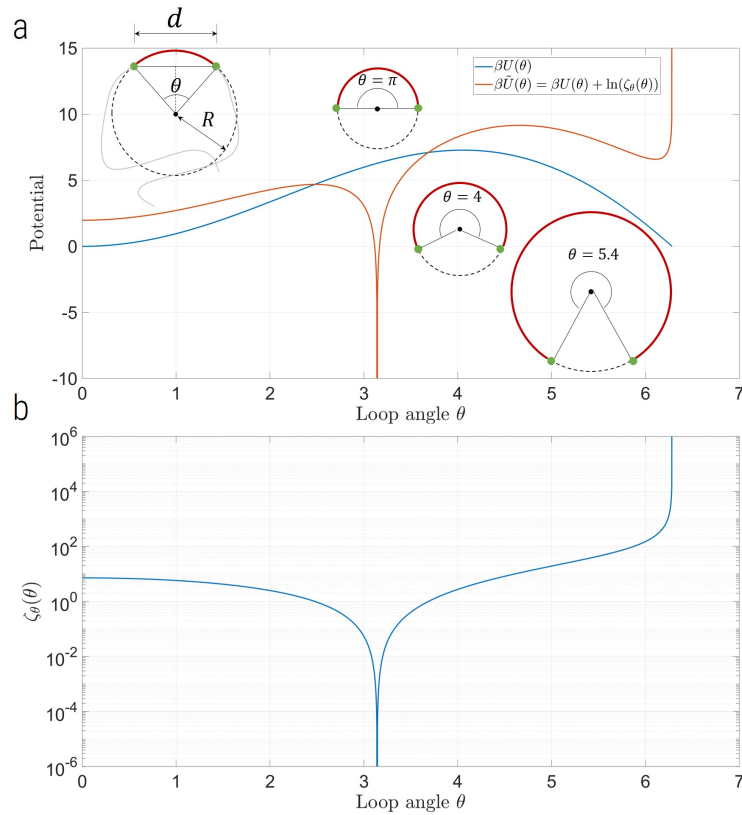 a
d
θ
R
θ = π
θ = 4
θ = 5.4
βU(θ)
βŨ(θ) = βU(θ) + ln(ζ_θ(θ))
15
10
5
0
-5
-10
Potential
0 1 2 3 4 5 6 7
Loop angle θ
b
10^6
10^4
10^2
10^0
10^-2
10^-4
10^-6
ζ_θ(θ)
0 1 2 3 4 5 6 7
Loop angle θ